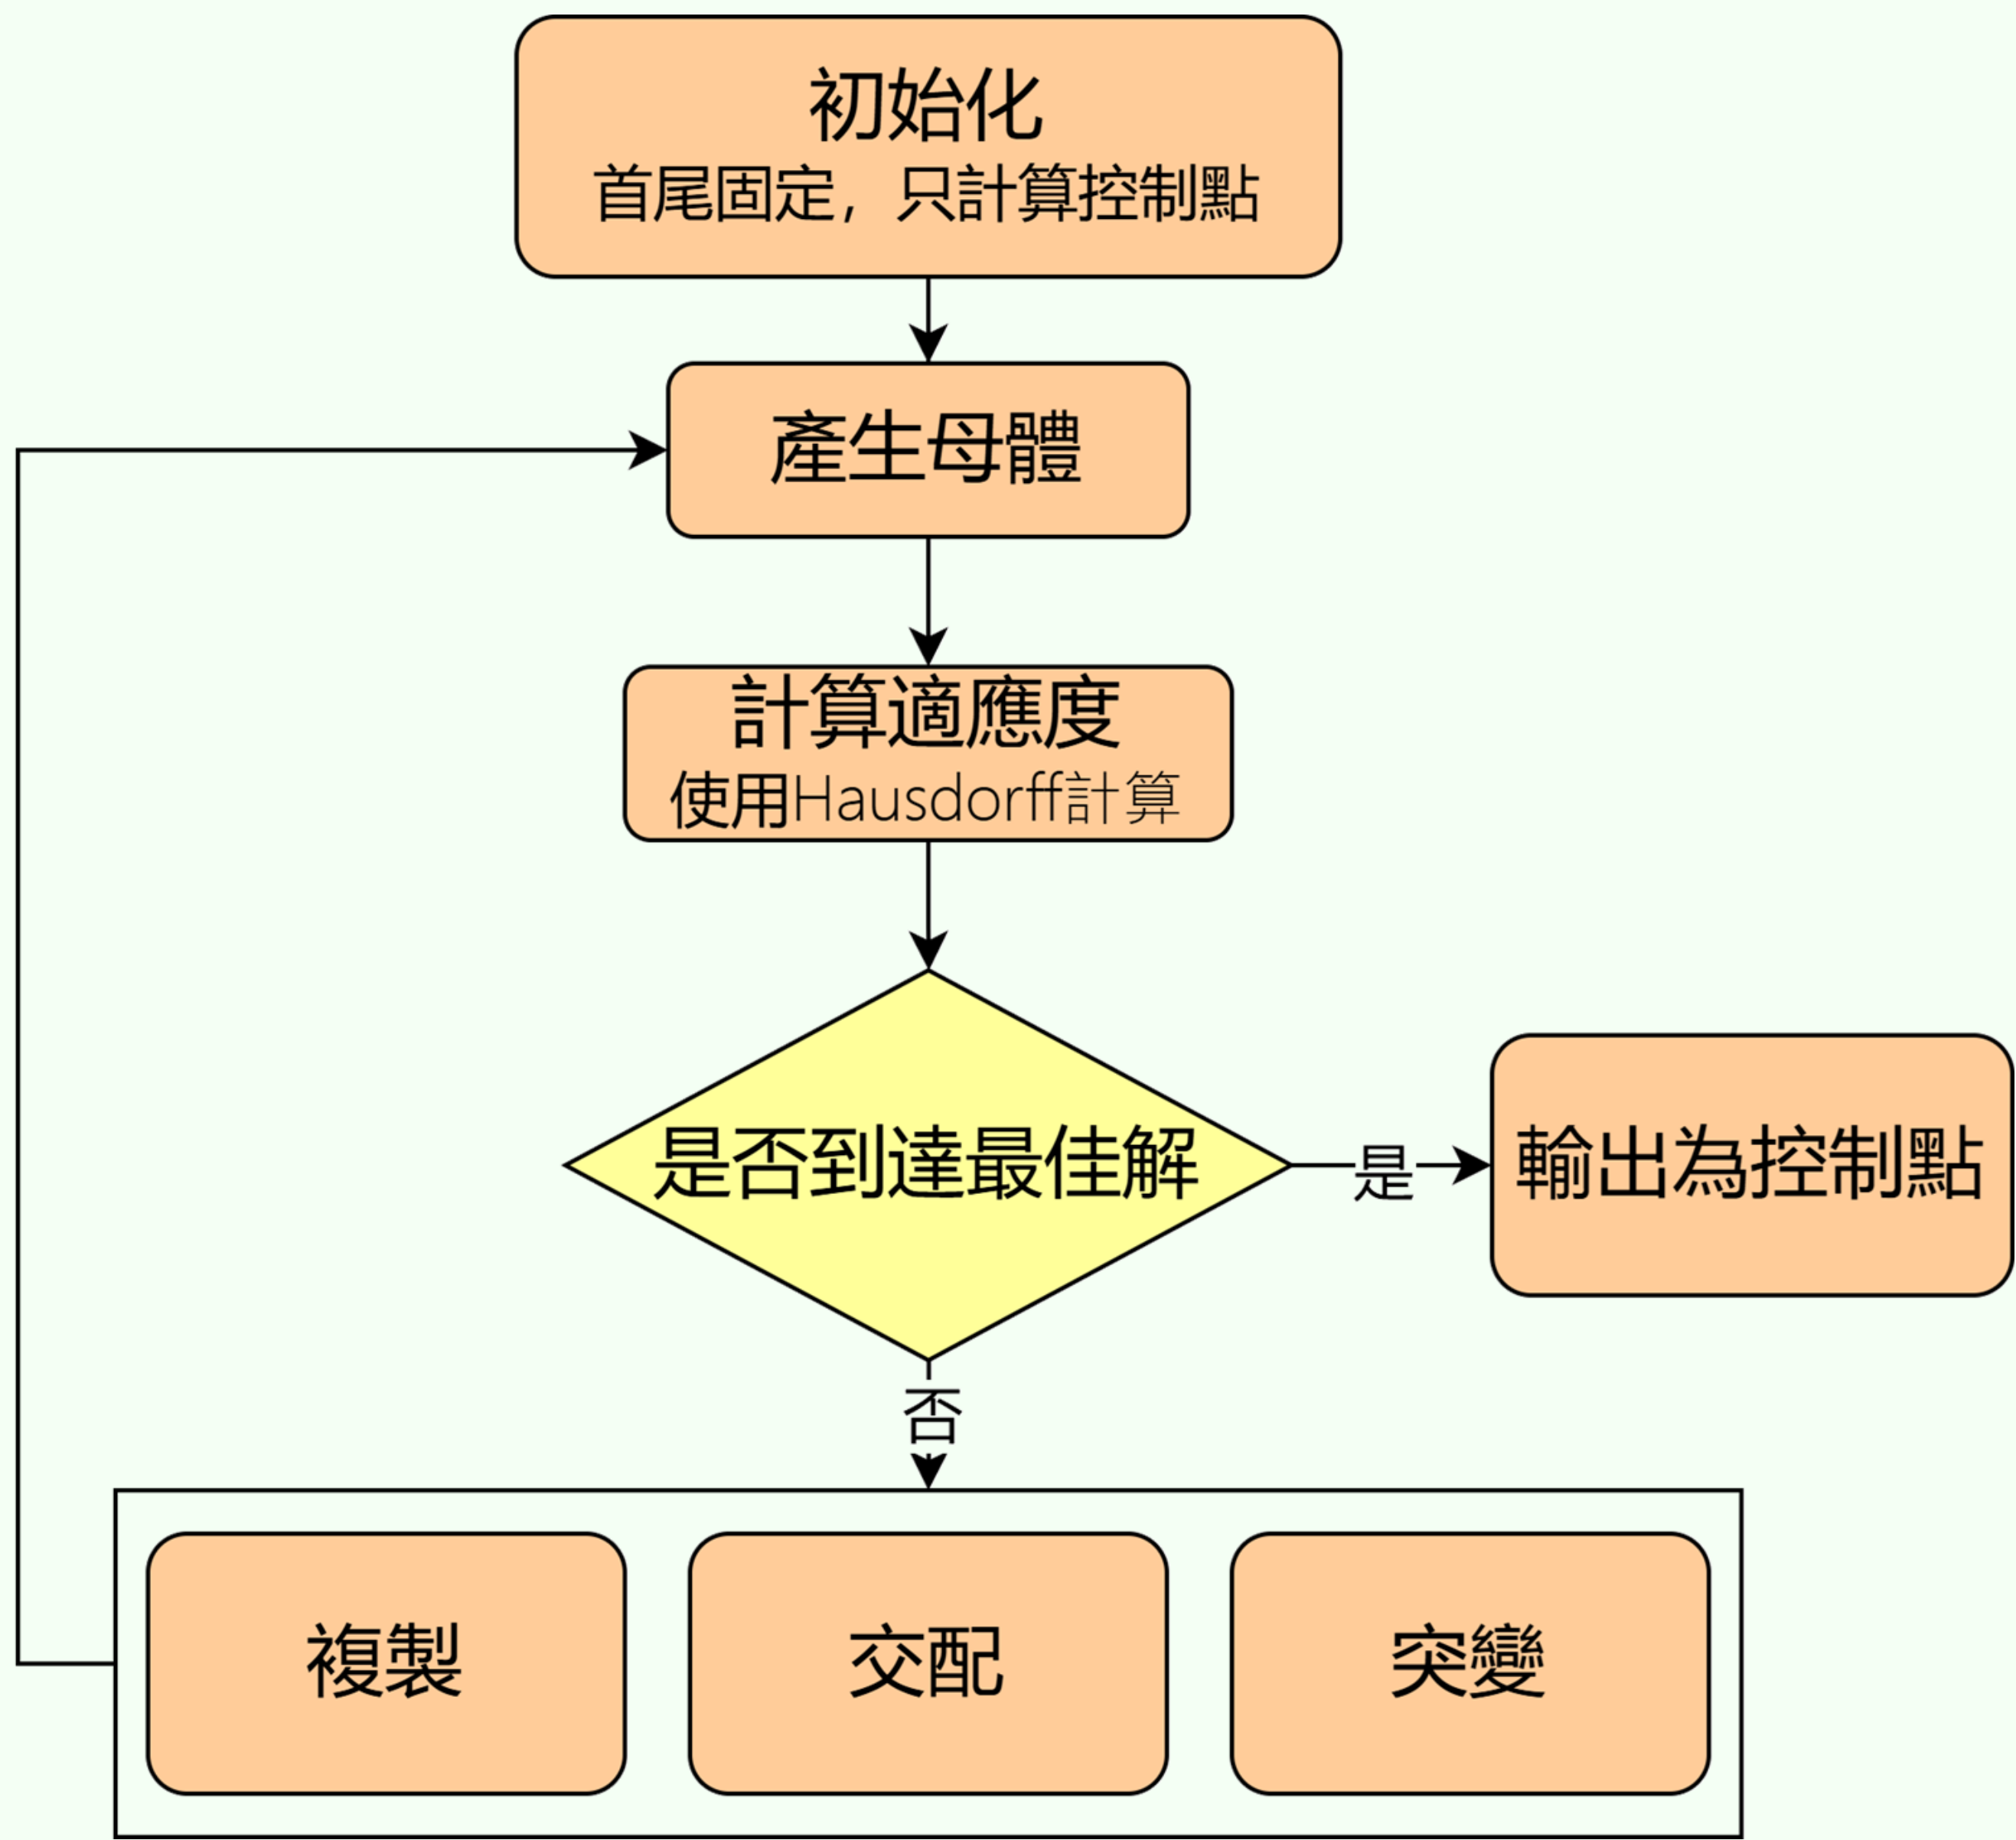 初始化
首尾固定，只計算控制點
產生母體
計算適應度
使用Hausdorff計算
是否到達最佳解
是
輸出為控制點
否
複製
交配
突變